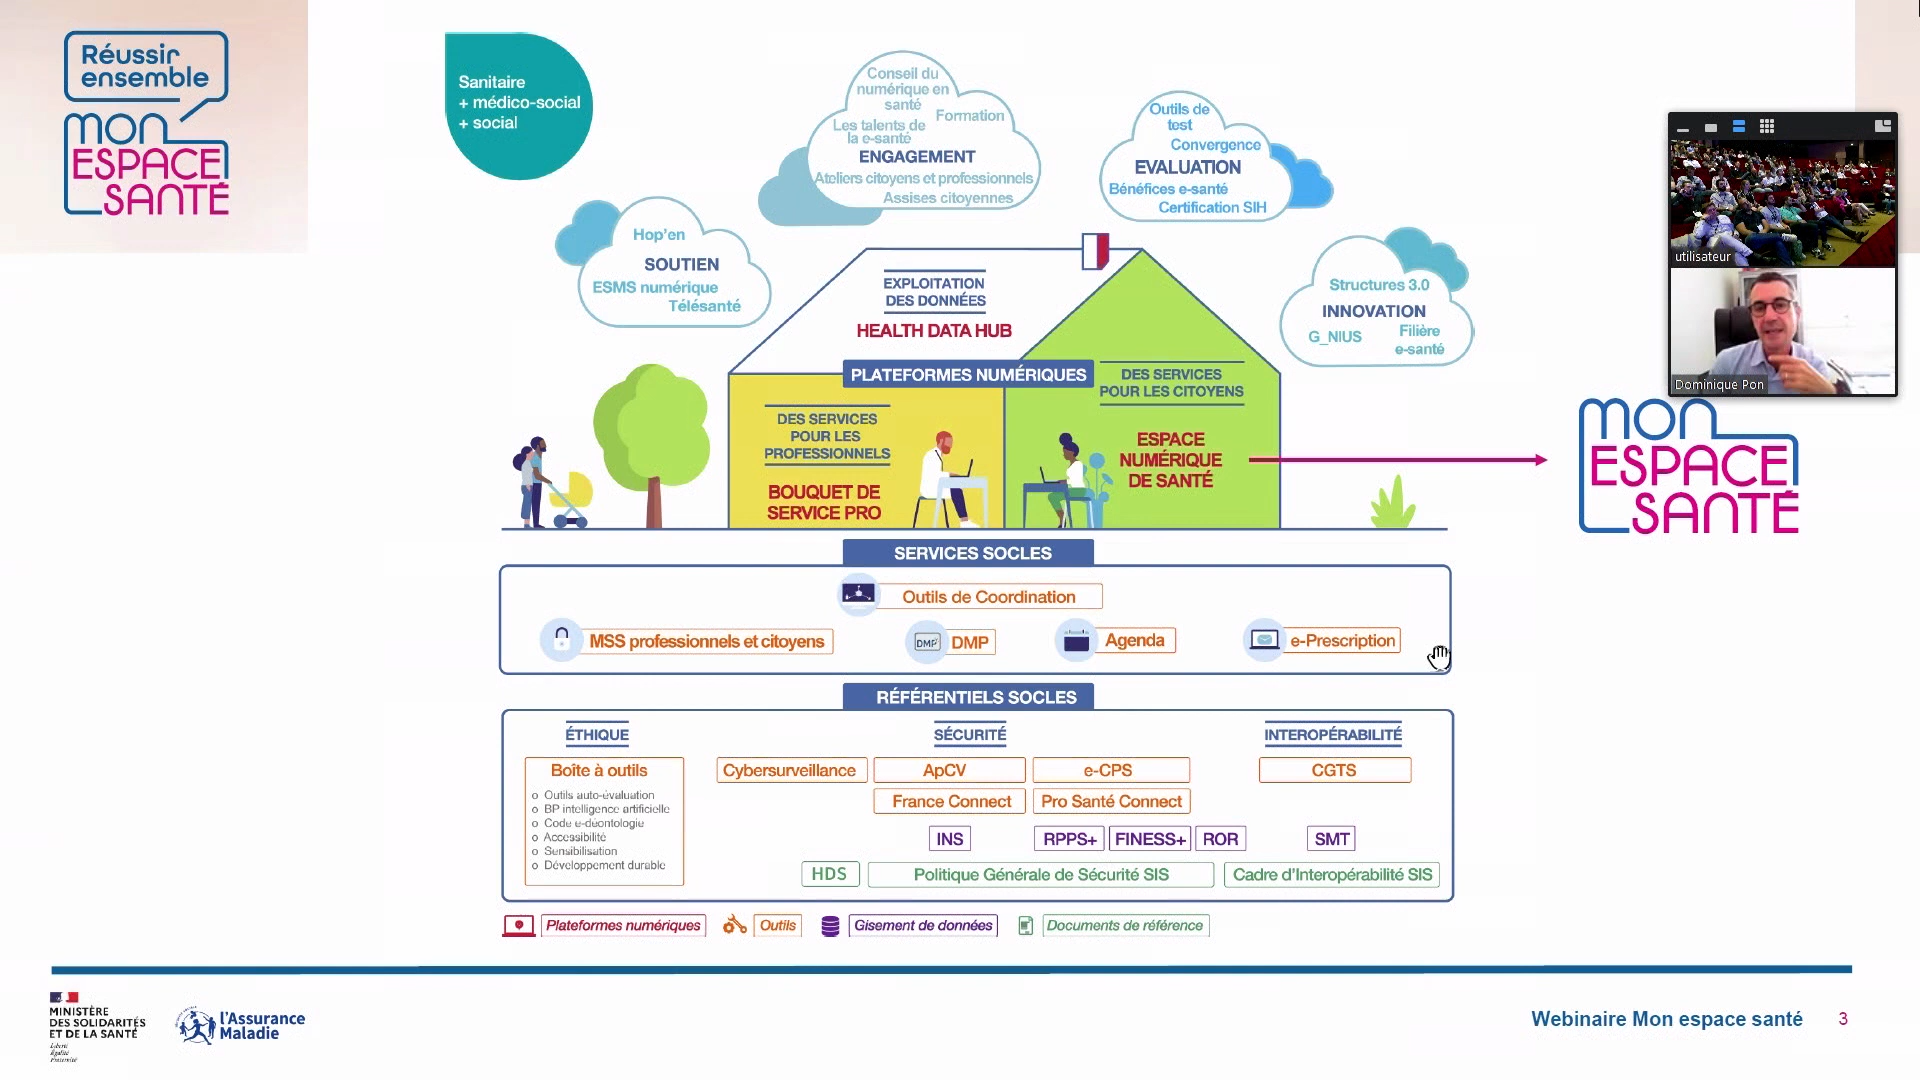 Réussir
ensemble
mon
ESPACE
SANTÉ
Sanitaire
+ médico-social
+ social
Conseil du
numérique en
santé
Formation
Les talents de
la e-santé
ENGAGEMENT
Ateliers citoyens et professionnels
Assises citoyennes
Outils de
test
Convergence
EVALUATION
Bénéfices e-santé
Certification SIH
Hop'en
SOUTIEN
ESMS numérique
Télésanté
Structures 3.0
INNOVATION
G_NIUS
Filière
e-santé
EXPLOITATION
DES DONNÉES
HEALTH DATA HUB
PLATEFORMES NUMÉRIQUES
DES SERVICES
POUR LES
PROFESSIONNELS
BOUQUET DE
SERVICE PRO
DES SERVICES
POUR LES CITOYENS
ESPACE
NUMÉRIQUE
DE SANTÉ
utilisateur
Dominique Pon
mon
ESPACE
SANTÉ
SERVICES SOCLES
Outils de Coordination
MSS professionnels et citoyens
DMP
DMP
Agenda
e-Prescription
RÉFÉRENTIELS SOCLES
ÉTHIQUE
SÉCURITÉ
INTEROPÉRABILITÉ
Boîte à outils
o Outils auto-évaluation
o BP intelligence artificielle
o Code e-déontologie
o Accessibilité
o Sensibilisation
o Développement durable
Cybersurveillance
ApCV
e-CPS
CGTS
France Connect
Pro Santé Connect
INS
RPPS+
FINESS+
ROR
SMT
HDS
Politique Générale de Sécurité SIS
Cadre d'Interopérabilité SIS
Plateformes numériques
Outils
Gisement de données
Documents de référence
MINISTÈRE
DES SOLIDARITÉS
ET DE LA SANTÉ
Liberté
Égalité
Fraternité
l'Assurance
Maladie
Webinaire Mon espace santé
3